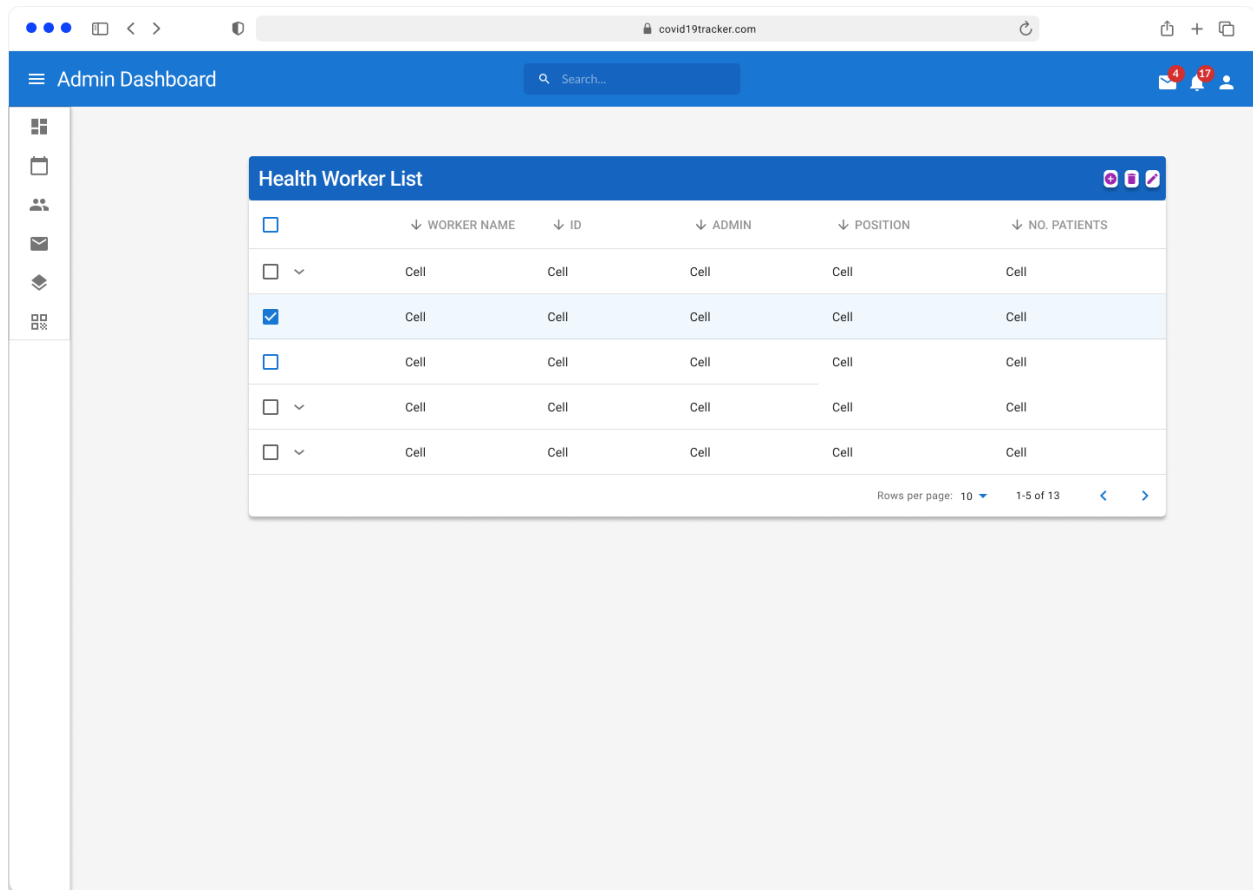 covid19tracker.com
Admin Dashboard Search... 4 17
Health Worker List
WORKER NAME ID ADMIN POSITION NO. PATIENTS
Cell Cell Cell Cell Cell
Cell Cell Cell Cell Cell
Cell Cell Cell Cell Cell
Cell Cell Cell Cell Cell
Cell Cell Cell Cell Cell
Rows per page: 10 1-5 of 13